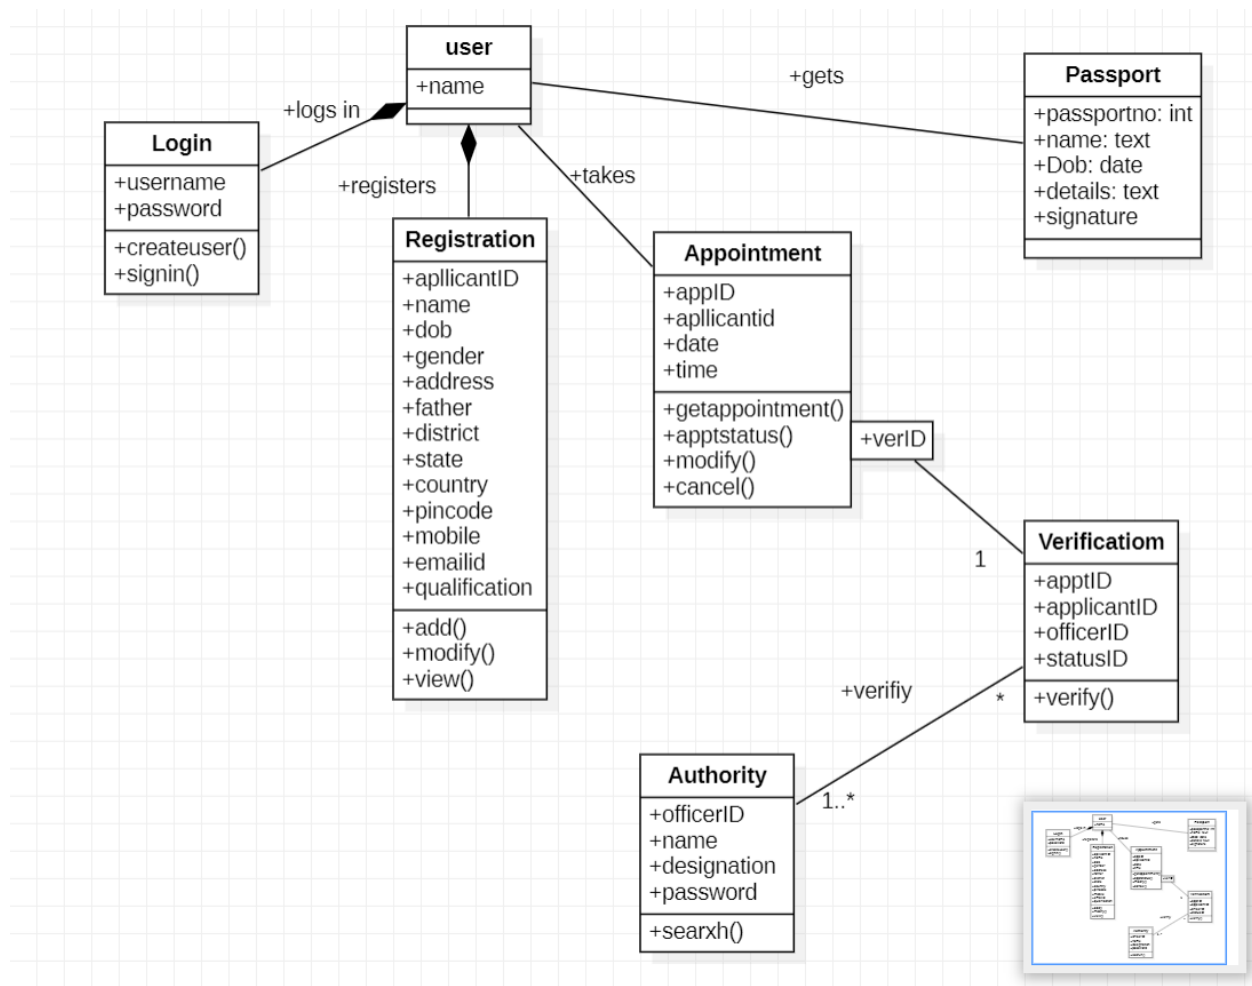 user
+name
+gets
Passport
+passportno: int
+name: text
+Dob: date
+details: text
+signature
+logs in
Login
+username
+password
+createuser()
+signin()
+registers
+takes
Registration
+apllicantID
+name
+dob
+gender
+address
+father
+district
+state
+country
+pincode
+mobile
+emailid
+qualification
+add()
+modify()
+view()
Appointment
+appID
+apllicantid
+date
+time
+getappointment()
+apptstatus()
+modify()
+cancel()
+verID
1
Verificatiom
+apptID
+applicantID
+officerID
+statusID
+verify()
+verifiy
*
1..*
Authority
+officerID
+name
+designation
+password
+searxh()